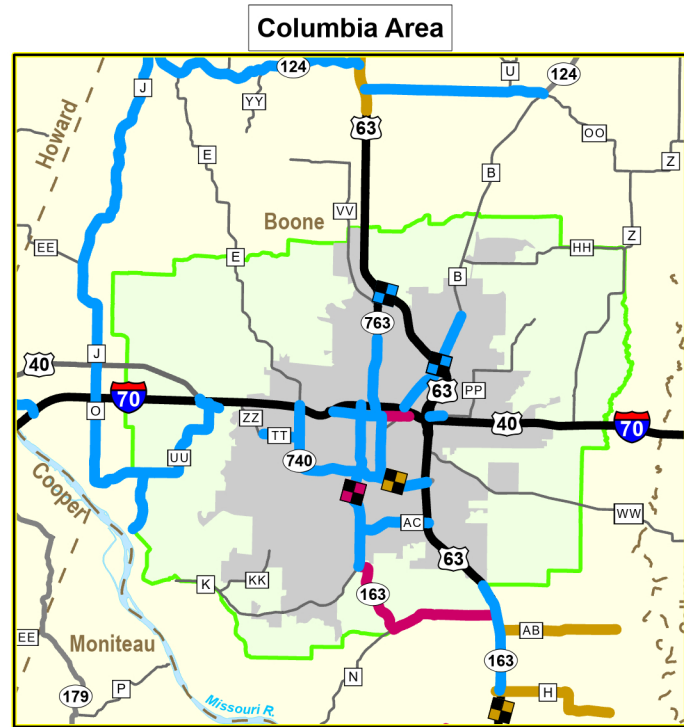 Columbia Area
124
J
U
124
YY
63
OO
Howard
E
B
Z
VV
Boone
Z
EE
E
HH
B
763
40
J
63
PP
70
O
ZZ
40
70
TT
740
UU
Cooper
WW
AC
63
K
KK
163
EE
AB
Moniteau
163
N
P
H
179
Missouri R.